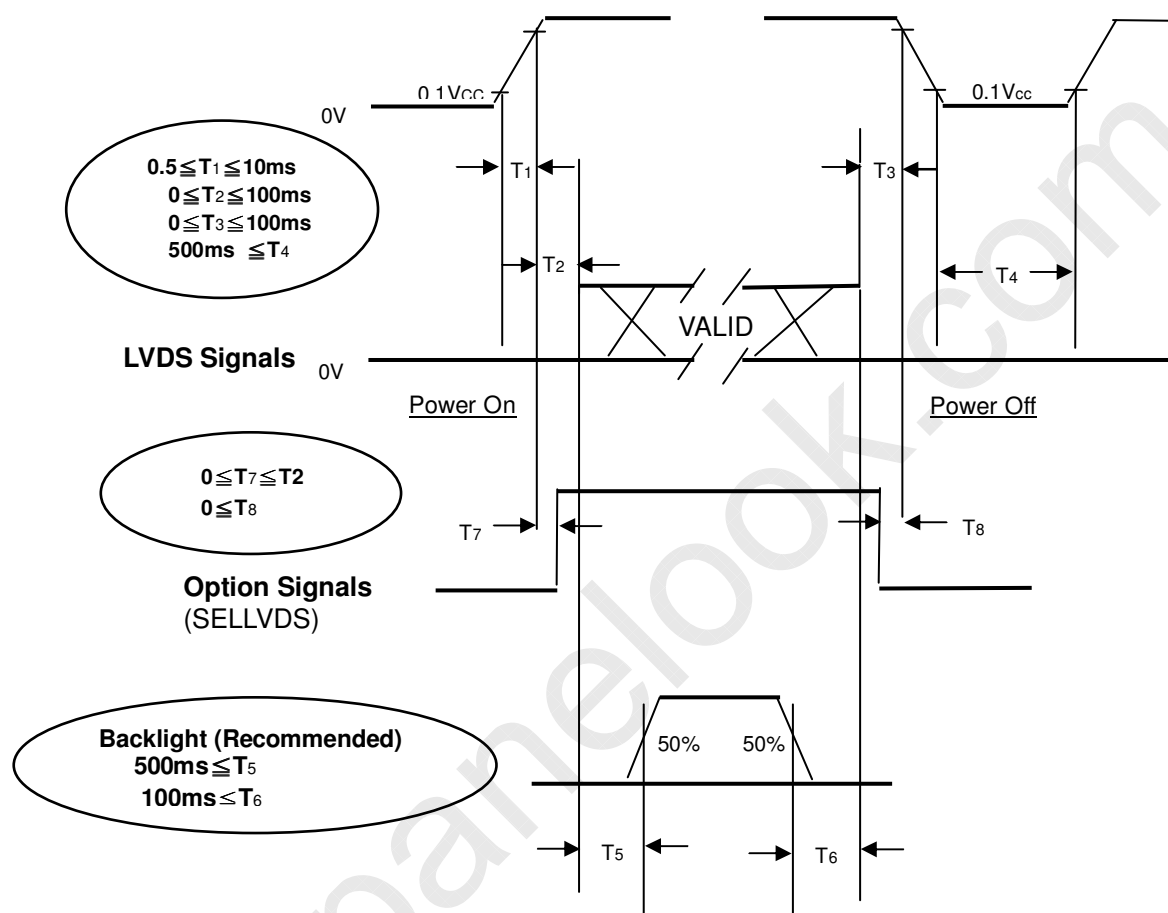 0.1Vcc
0.1Vcc
0V
0.5≦T1≦10ms
0≦T2≦100ms
0≦T3≦100ms
500ms ≦T4
T1
T3
T2
T4
VALID
LVDS Signals
0V
Power On
Power Off
0≦T7≦T2
0≦T8
T7
T8
Option Signals
(SELLVDS)
Backlight (Recommended)
500ms≦T5
100ms≦T6
50%
50%
T5
T6
panelook.com